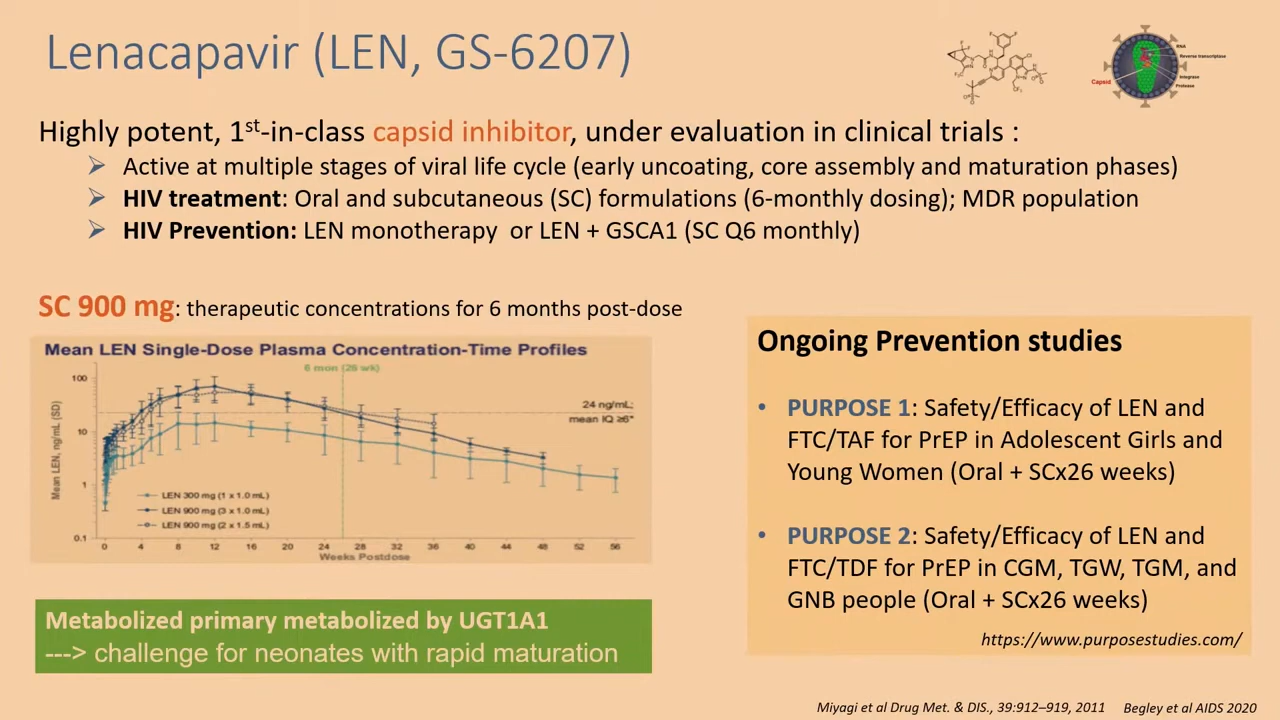 Lenacapavir (LEN, GS-6207)
RNA
Reverse transcriptase
Integrase
Protease
Capsid
Highly potent, 1st-in-class capsid inhibitor, under evaluation in clinical trials :
Active at multiple stages of viral life cycle (early uncoating, core assembly and maturation phases)
HIV treatment: Oral and subcutaneous (SC) formulations (6-monthly dosing); MDR population
HIV Prevention: LEN monotherapy or LEN + GSCA1 (SC Q6 monthly)
SC 900 mg: therapeutic concentrations for 6 months post-dose
Mean LEN Single-Dose Plasma Concentration-Time Profiles
6 mon (26 wk)
24 ng/mL;
mean IQ ≥6*
Mean LEN, ng/mL (SD)
100
10
1
0.1
LEN 300 mg (1 x 1.0 mL)
LEN 900 mg (3 x 1.0 mL)
LEN 900 mg (2 x 1.5 mL)
0 4 8 12 16 20 24 28 32 36 40 44 48 52 56
Weeks Postdose
Metabolized primary metabolized by UGT1A1
---> challenge for neonates with rapid maturation
Ongoing Prevention studies
• PURPOSE 1: Safety/Efficacy of LEN and
FTC/TAF for PrEP in Adolescent Girls and
Young Women (Oral + SCx26 weeks)
• PURPOSE 2: Safety/Efficacy of LEN and
FTC/TDF for PrEP in CGM, TGW, TGM, and
GNB people (Oral + SCx26 weeks)
https://www.purposestudies.com/
Miyagi et al Drug Met. & DIS., 39:912–919, 2011 Begley et al AIDS 2020